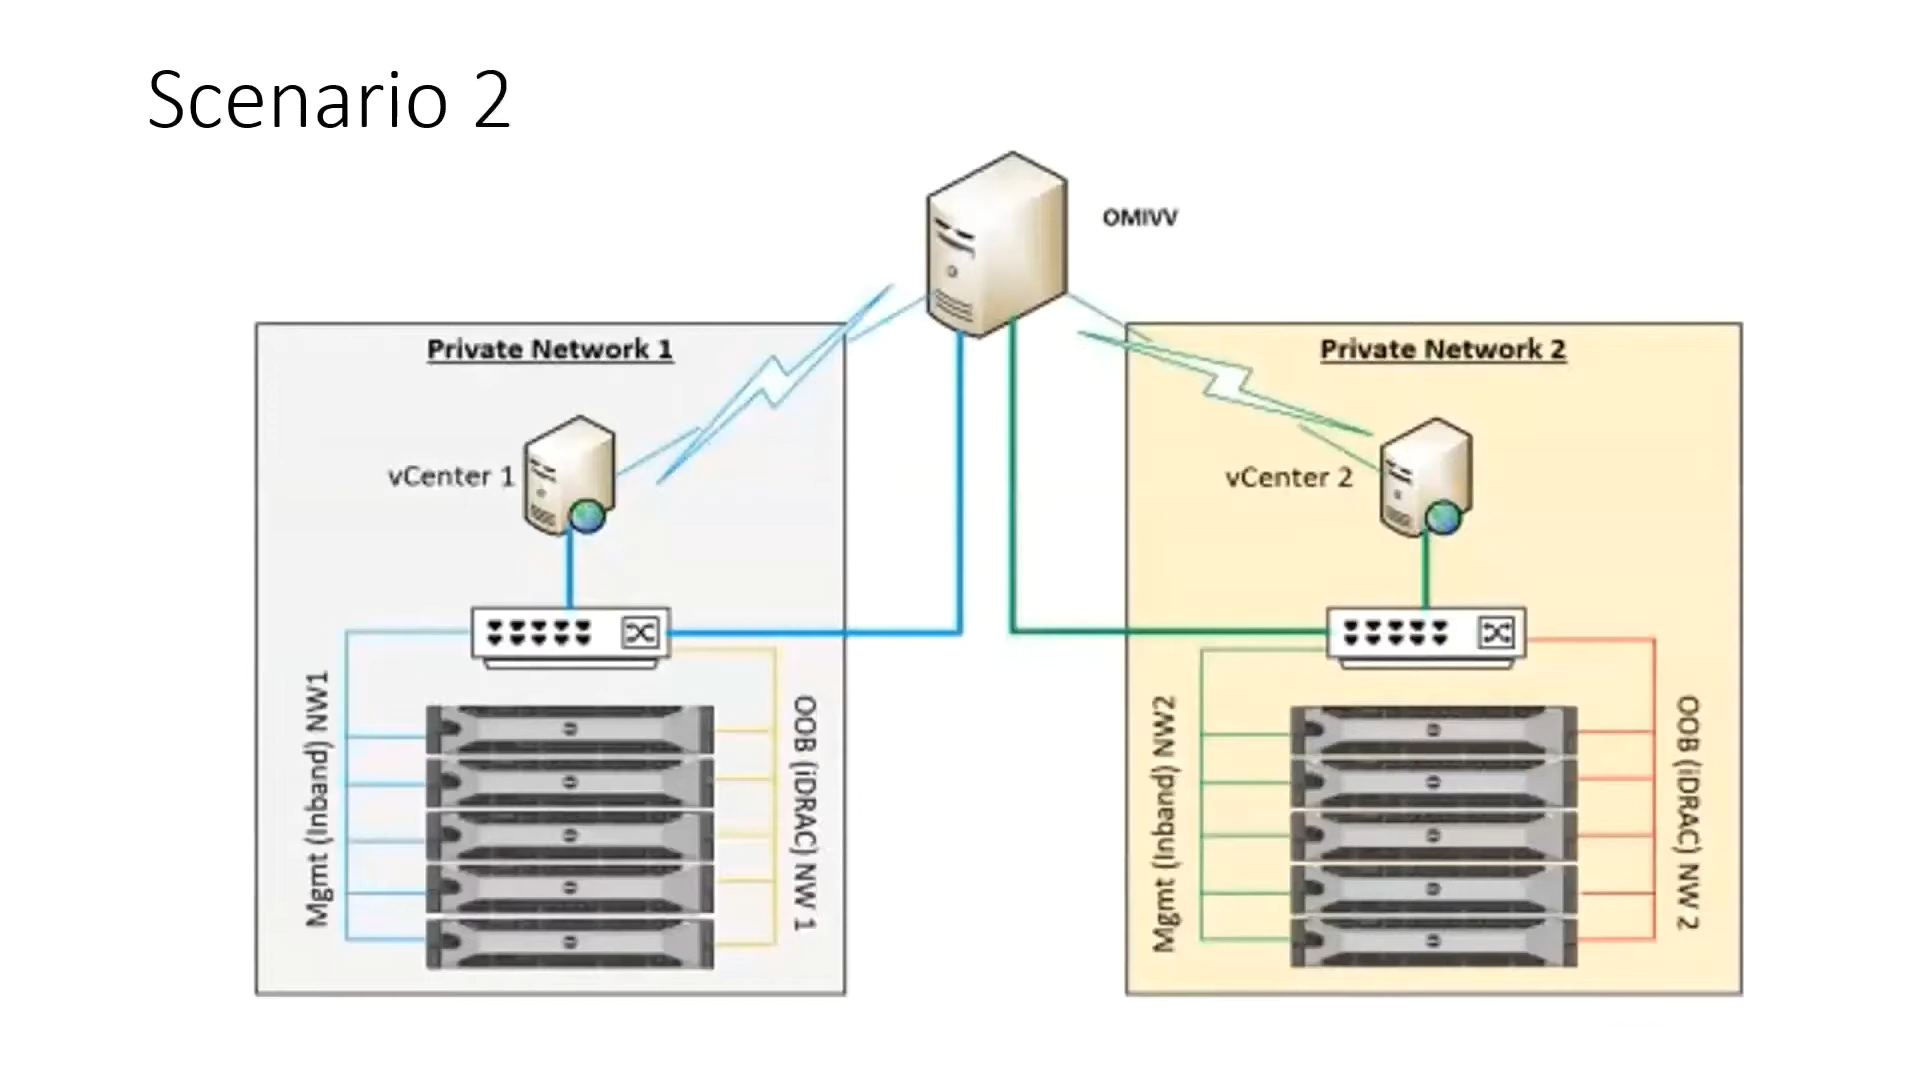 Scenario 2
OMIVV
Private Network 1
Private Network 2
vCenter 1
vCenter 2
Mgmt (Inband) NW1
OOB (iDRAC) NW 1
Mgmt (Inband) NW2
OOB (iDRAC) NW 2